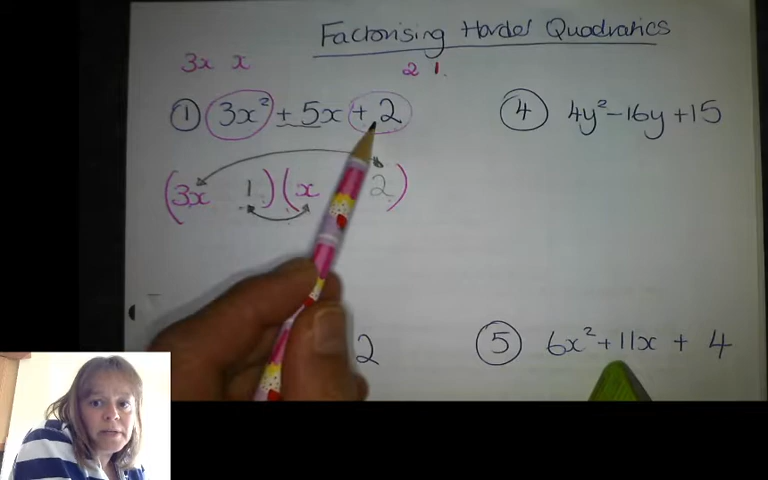 Factorising Harder Quadratics
3x x
2 1.
① 3x² + 5x + 2
(3x 1)(x 2)
④ 4y² - 16y + 15
2
⑤ 6x² + 11x + 4